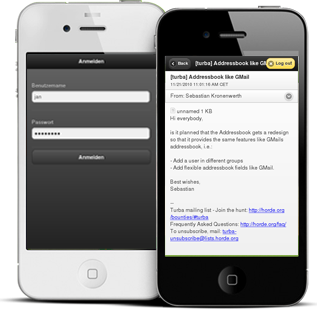 Anmelden
Benutzername
jan
Passwort
Anmelden
Back
[turba] Addressbook like GM
Log out
[turba] Addressbook like GMail
11/21/2010 11:31:16 CET
From: Sebastian
unnamed 1 KB
Hi everybody,
is it planned that the Addressbook gets a redesign
so that it provides the same features like GMails
addressbook, i.e.:
- Add a user in different groups
- Add flexible addressbook fields like GMail
Best wishes,
Sebastian
--
Turba mailing list - Join the hunt: http://horde.org
/bounties/#turba
Frequently Asked Questions: http://horde.org/faq/
To unsubscribe, mail: turba-
unsubscribe@lists.horde.org